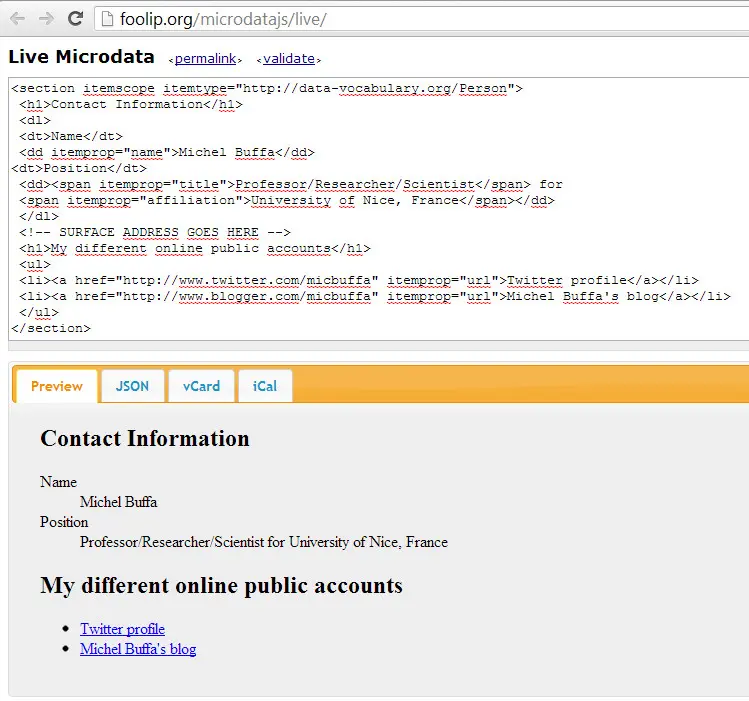 foolip.org/microdatajs/live/
Live Microdata ‹permalink› ‹validate›
<section itemscope itemtype="http://data-vocabulary.org/Person">
<h1>Contact Information</h1>
<dl>
<dt>Name</dt>
<dd itemprop="name">Michel Buffa</dd>
<dt>Position</dt>
<dd><span itemprop="title">Professor/Researcher/Scientist</span> for
<span itemprop="affiliation">University of Nice, France</span></dd>
</dl>
<!-- SURFACE ADDRESS GOES HERE -->
<h1>My different online public accounts</h1>
<ul>
<li><a href="http://www.twitter.com/micbuffa" itemprop="url">Twitter profile</a></li>
<li><a href="http://www.blogger.com/micbuffa" itemprop="url">Michel Buffa's blog</a></li>
</ul>
</section>
Preview JSON vCard iCal
Contact Information
Name
Michel Buffa
Position
Professor/Researcher/Scientist for University of Nice, France
My different online public accounts
• Twitter profile
• Michel Buffa's blog